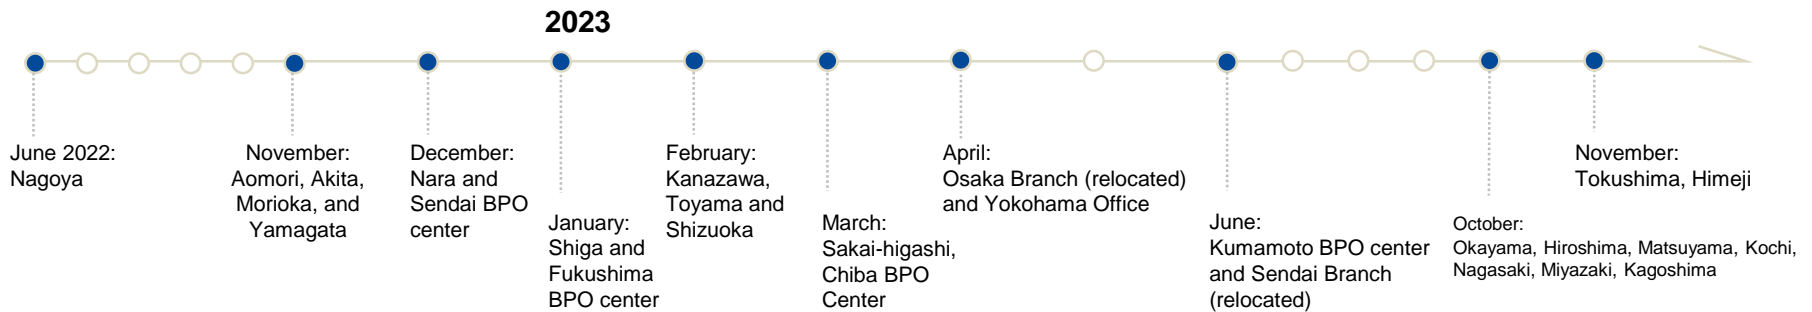 2023
June 2022:
Nagoya
November:
Aomori, Akita,
Morioka, and
Yamagata
December:
Nara and
Sendai BPO
center
January:
Shiga and
Fukushima
BPO center
February:
Kanazawa,
Toyama and
Shizuoka
March:
Sakai-higashi,
Chiba BPO
Center
April:
Osaka Branch (relocated)
and Yokohama Office
June:
Kumamoto BPO center
and Sendai Branch
(relocated)
October:
Okayama, Hiroshima, Matsuyama, Kochi,
Nagasaki, Miyazaki, Kagoshima
November:
Tokushima, Himeji